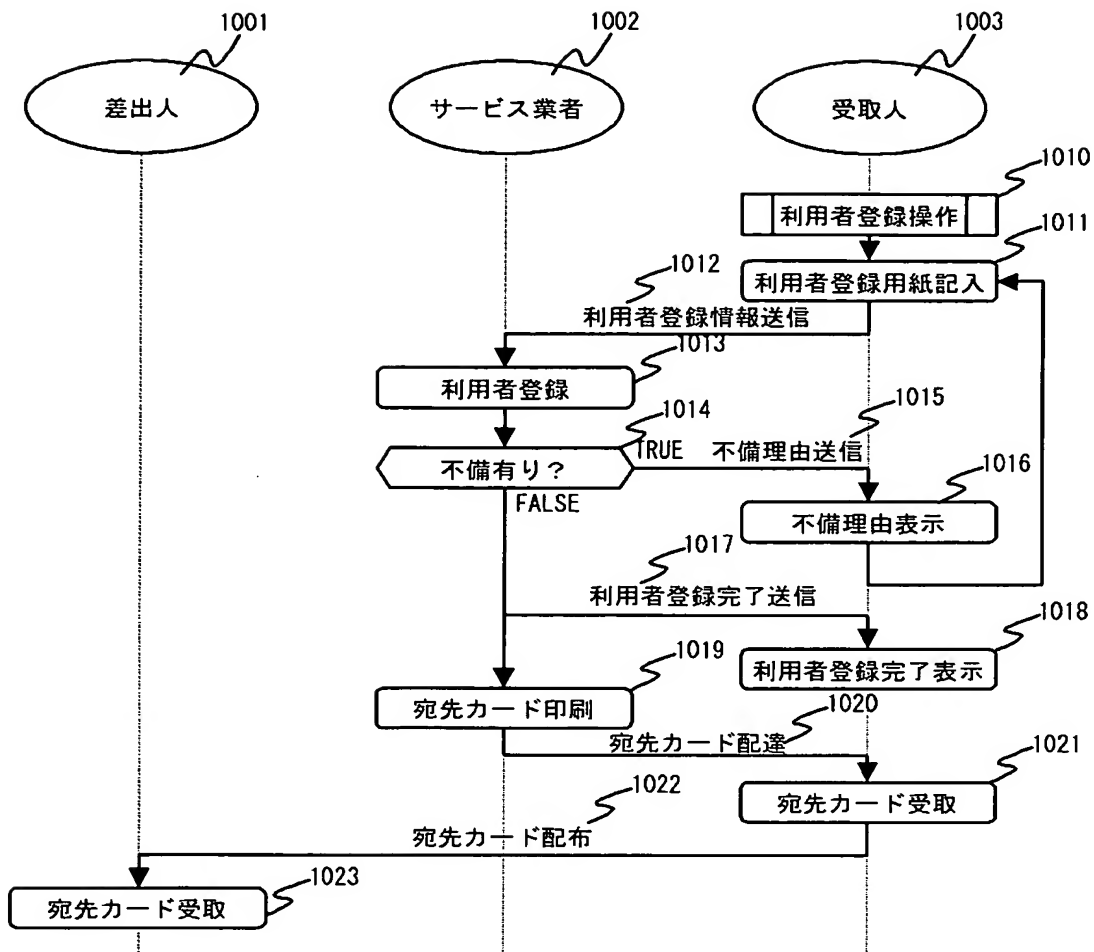 1001
1002
1003
差出人
サービス業者
受取人
1010
利用者登録操作
1011
利用者登録用紙記入
1012
利用者登録情報送信
1013
利用者登録
1014
1015
不備有り?
TRUE
不備理由送信
1016
FALSE
不備理由表示
1017
利用者登録完了送信
1018
1019
利用者登録完了表示
宛先カード印刷
1020
宛先カード配達
1021
宛先カード受取
1022
宛先カード配布
1023
宛先カード受取